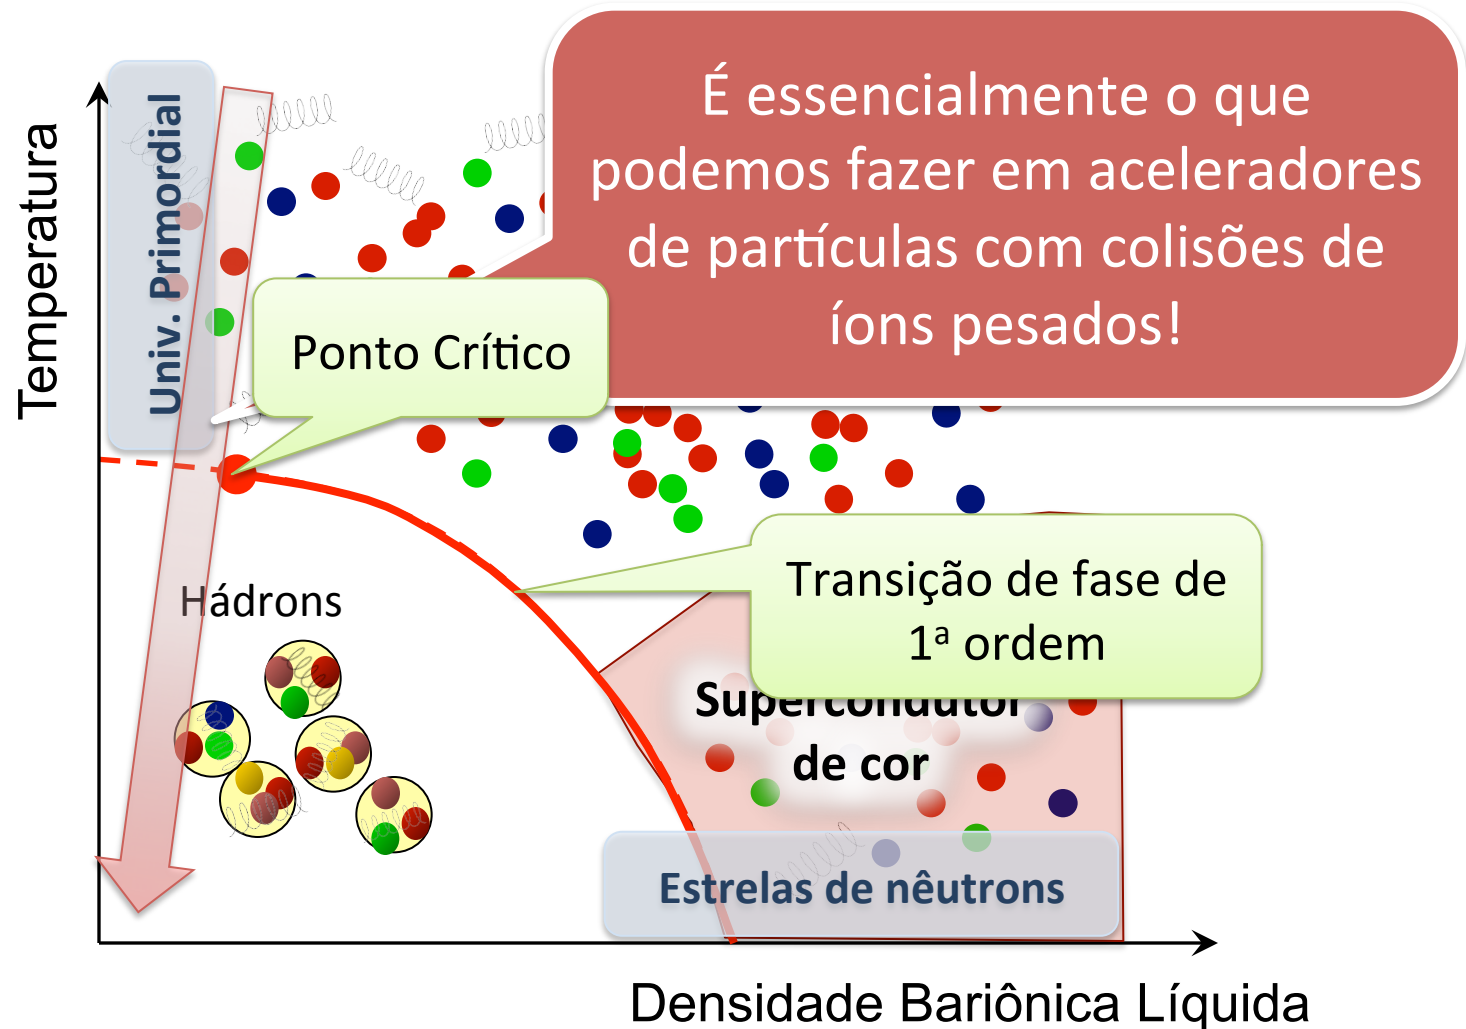 É essencialmente o que
podemos fazer em aceleradores
de partículas com colisões de
íons pesados!
Temperatura
Univ. Primordial
Ponto Crítico
Hádrons
Transição de fase de
1ª ordem
Supercondutor
de cor
Estrelas de nêutrons
Densidade Bariônica Líquida